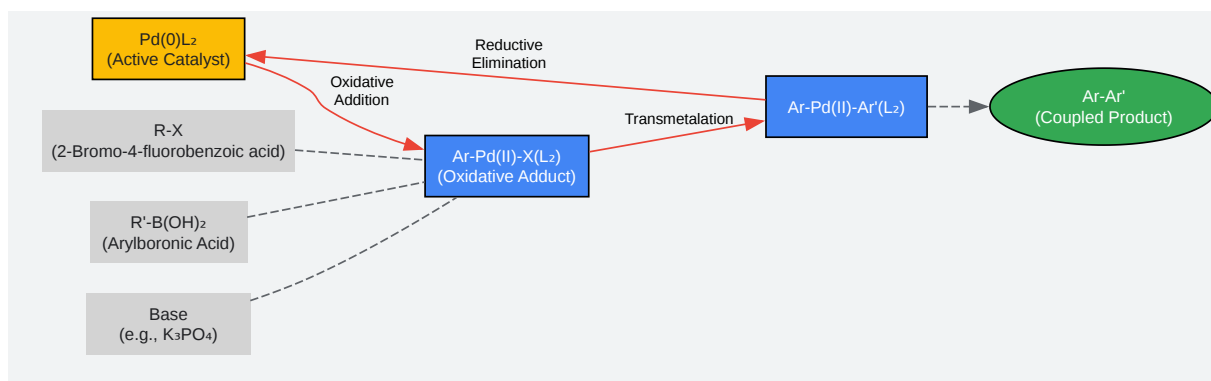 Pd(0)L₂
(Active Catalyst)
Reductive
Elimination
Oxidative
Addition
R-X
(2-Bromo-4-fluorobenzoic acid)
Ar-Pd(II)-X(L₂)
(Oxidative Adduct)
Transmetalation
Ar-Pd(II)-Ar'(L₂)
Ar-Ar'
(Coupled Product)
R'-B(OH)₂
(Arylboronic Acid)
Base
(e.g., K₃PO₄)